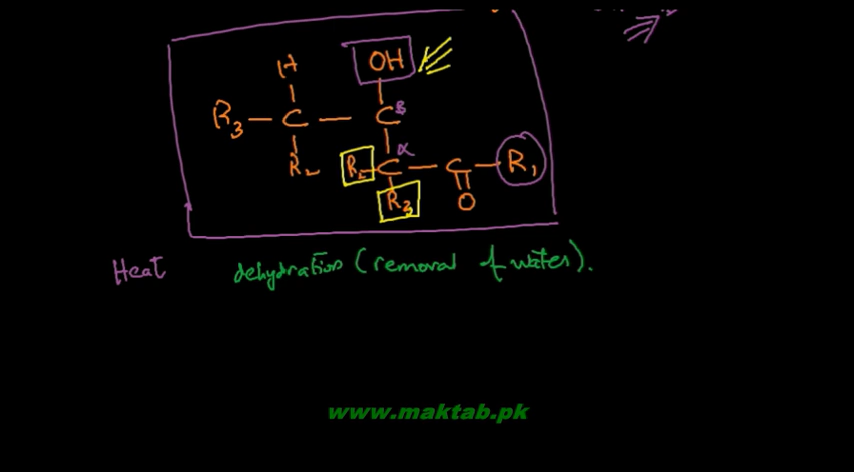 H OH
R3 — C — C β
R2 R2 C α — C — R1
R3 O
Heat dehydration (removal of water).
www.maktab.pk